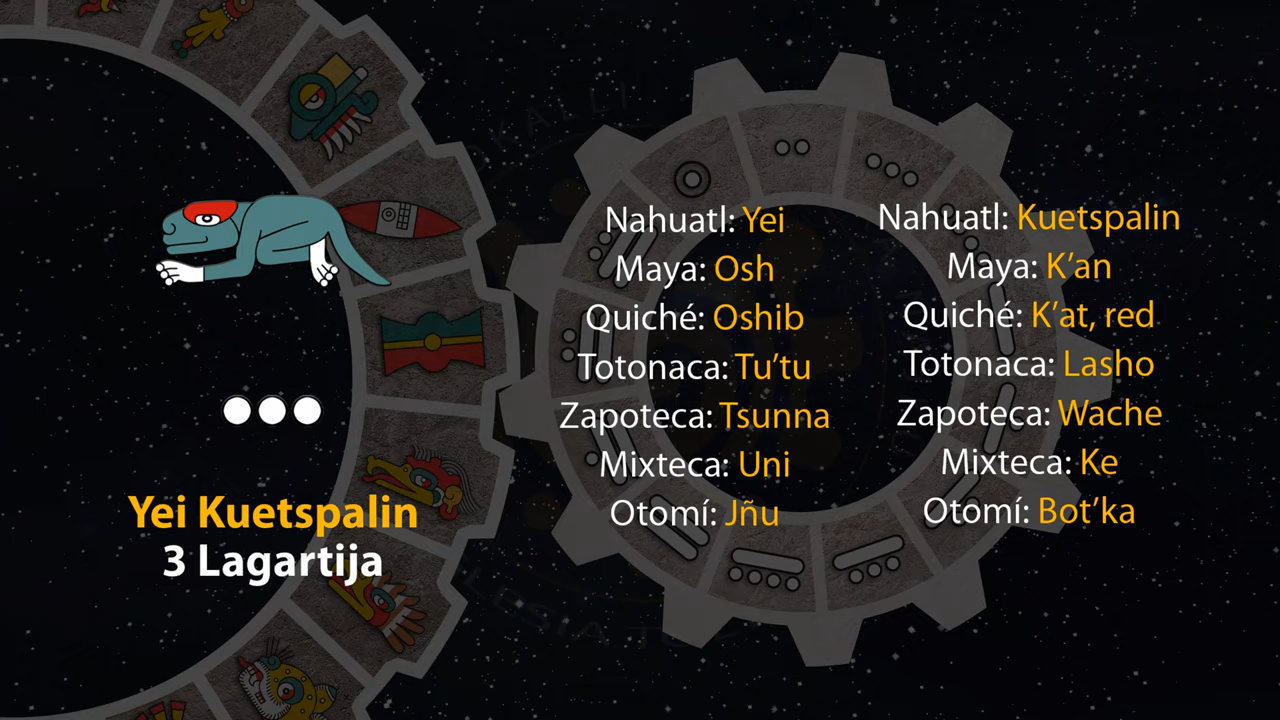 Yei Kuetspalin
3 Lagartija
Nahuatl: Yei
Maya: Osh
Quiché: Oshib
Totonaca: Tu’tu
Zapoteca: Tsunna
Mixteca: Uni
Otomí: Jñu
Nahuatl: Kuetspalin
Maya: K’an
Quiché: K’at, red
Totonaca: Lasho
Zapoteca: Wache
Mixteca: Ke
Otomí: Bot’ka